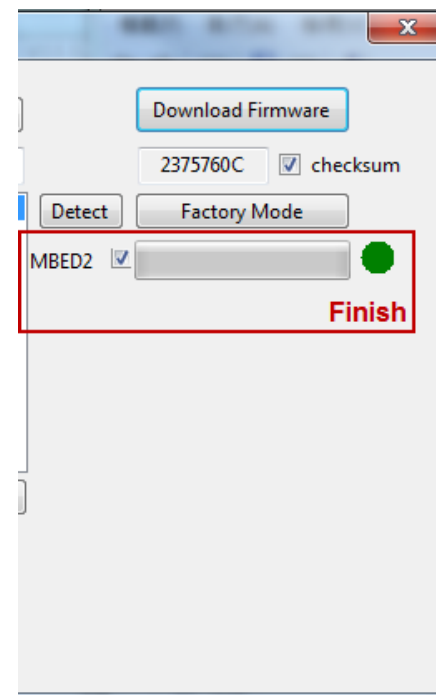 Download Firmware
2375760C checksum
Detect Factory Mode
MBED2
Finish